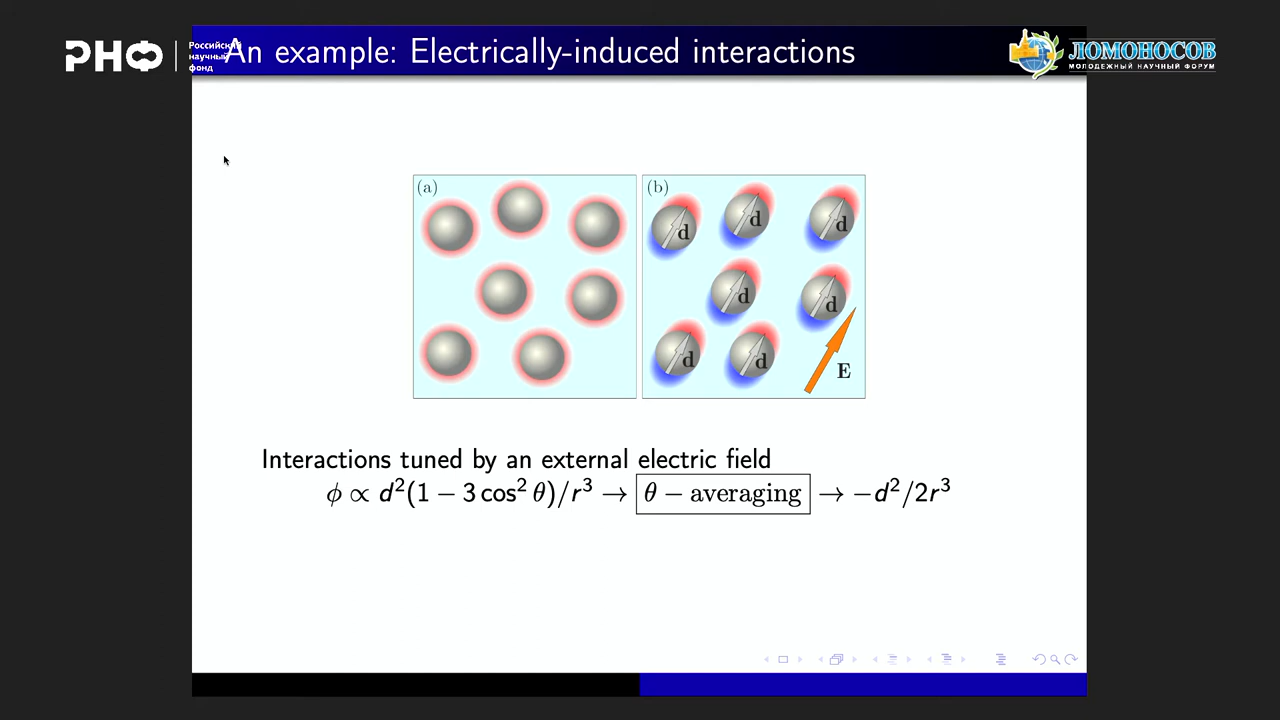 РНФ
Российский
научный
фонд
An example: Electrically-induced interactions
ЛОМОНОСОВ
МОЛОДЕЖНЫЙ НАУЧНЫЙ ФОРУМ
(a)
(b)
d
d
d
d
d
d
d
E
Interactions tuned by an external electric field
ϕ ∝ d²(1 − 3 cos² θ)/r³ → θ − averaging → −d²/2r³